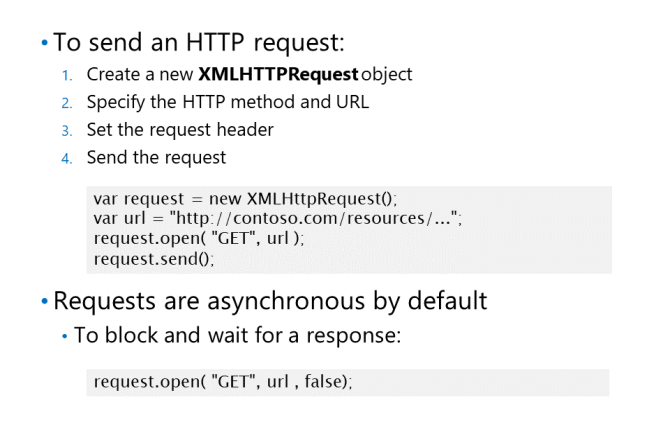 • To send an HTTP request:
1. Create a new XMLHTTPRequest object
2. Specify the HTTP method and URL
3. Set the request header
4. Send the request
var request = new XMLHttpRequest();
var url = "http://contoso.com/resources/...";
request.open( "GET", url );
request.send();
• Requests are asynchronous by default
• To block and wait for a response:
request.open( "GET", url , false);